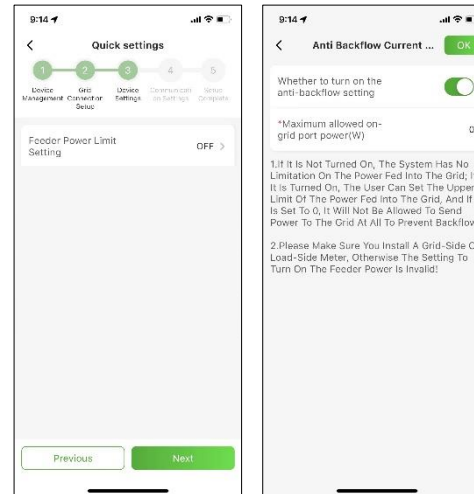 9:14
Quick settings
1 2 3 4 5
Device Management
Grid Connection Setup
Device Settings
Communicati on Settings
Setup Complete
Feeder Power Limit
Setting
OFF
Previous
Next
9:14
Anti Backflow Current ...
OK
Whether to turn on the
anti-backflow setting
*Maximum allowed on-
grid port power(W)
0
1.If It Is Not Turned On, The System Has No
Limitation On The Power Fed Into The Grid; I
It Is Turned On, The User Can Set The Upper
Limit Of The Power Fed Into The Grid, And If
Is Set To 0, It Will Not Be Allowed To Send
Power To The Grid At All To Prevent Backflow
2.Please Make Sure You Install A Grid-Side O
Load-Side Meter, Otherwise The Setting To
Turn On The Feeder Power Is Invalid!